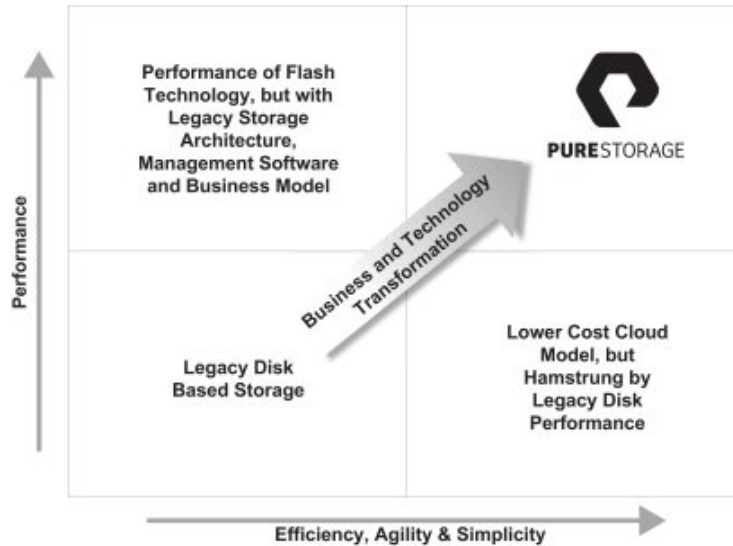 Performance of Flash
Technology, but with
Legacy Storage
Architecture,
Management Software
and Business Model
PURESTORAGE
Performance
Business and Technology
Transformation
Legacy Disk
Based Storage
Lower Cost Cloud
Model, but
Hamstrung by
Legacy Disk
Performance
Efficiency, Agility & Simplicity